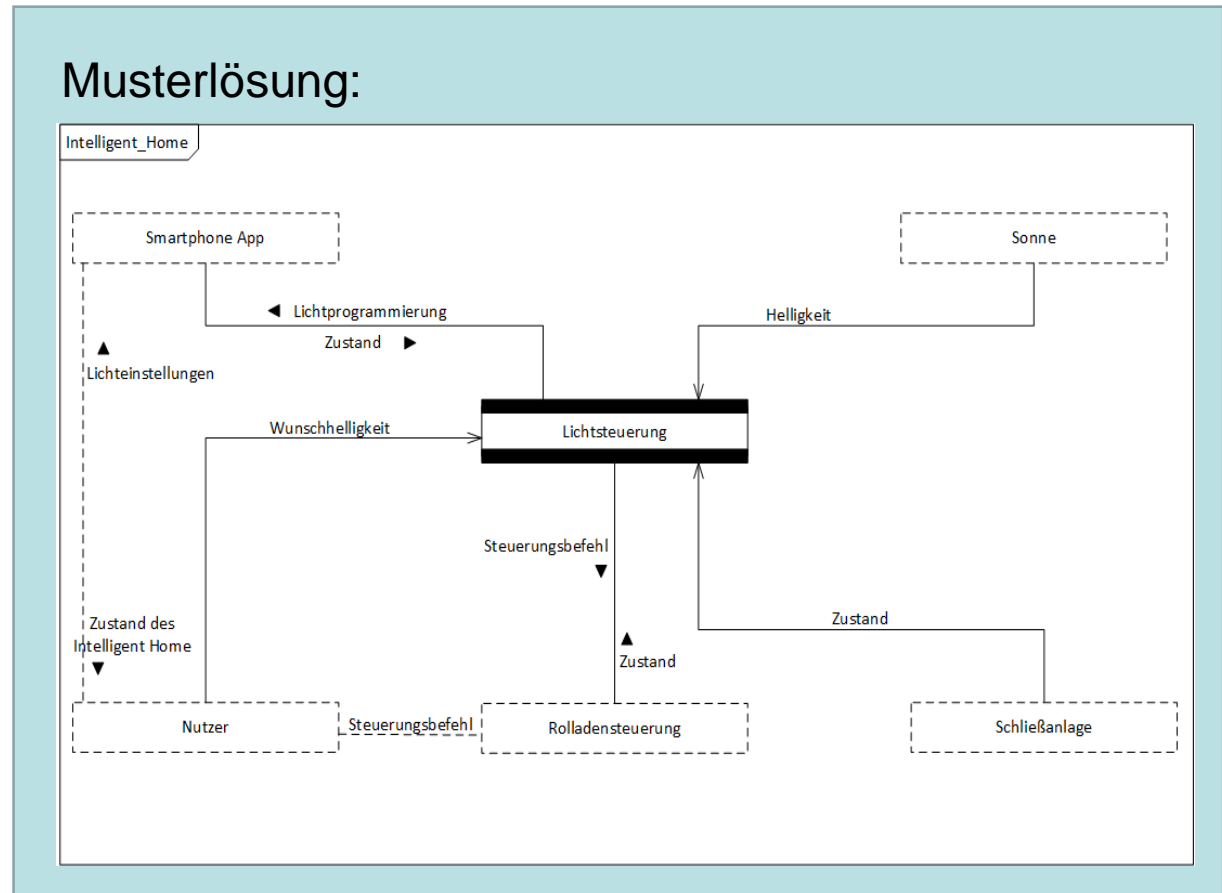 Musterlösung:
Intelligent_Home
Smartphone App
Sonne
Lichtprogrammierung
Helligkeit
Zustand
Lichteinstellungen
Wunschhelligkeit
Lichtsteuerung
Steuerungsbefehl
Zustand des
Intelligent Home
Zustand
Zustand
Nutzer
Steuerungsbefehl
Rolladensteuerung
Schließanlage